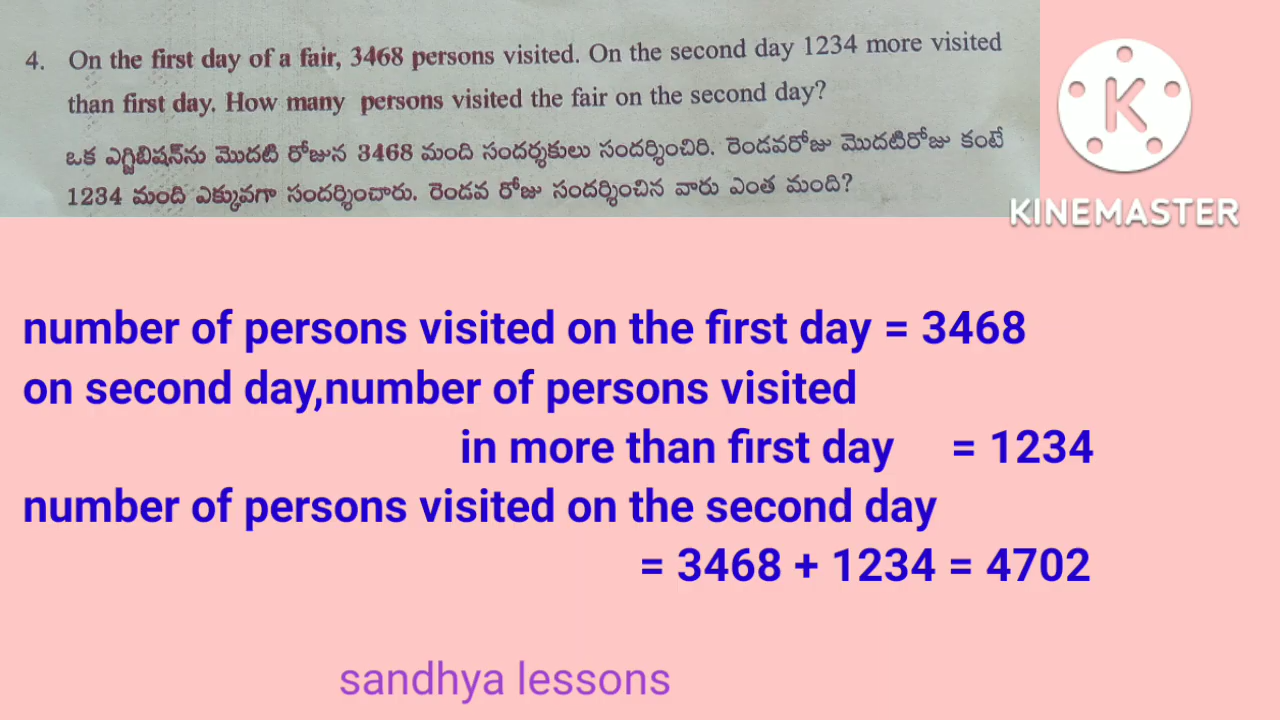 4. On the first day of a fair, 3468 persons visited. On the second day 1234 more visited
than first day. How many persons visited the fair on the second day?
ఒక ఎగ్జిబిషన్‌ను మొదటి రోజున 3468 మంది సందర్శకులు సందర్శించిరి. రెండవరోజు మొదటిరోజు కంటే
1234 మంది ఎక్కువగా సందర్శించారు. రెండవ రోజు సందర్శించిన వారు ఎంత మంది?
K
KINEMASTER
number of persons visited on the first day = 3468
on second day,number of persons visited
in more than first day = 1234
number of persons visited on the second day
= 3468 + 1234 = 4702
sandhya lessons